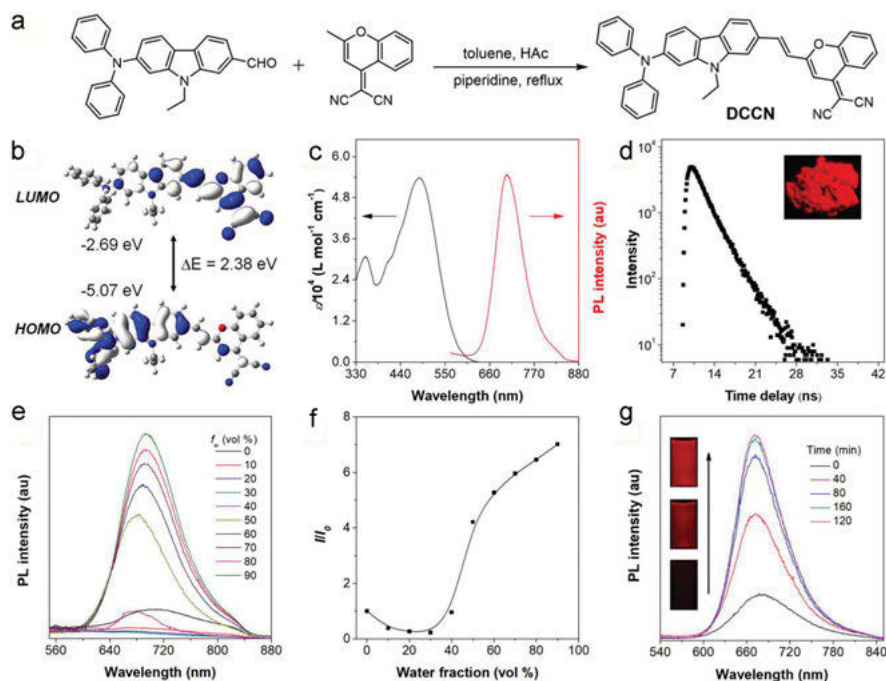 a
N
N
CHO
+
O
NC CN
toluene, HAc
piperidine, reflux
N
N
O
NC CN
DCCN
b
LUMO
-2.69 eV
ΔE = 2.38 eV
-5.07 eV
HOMO
c
ε/10⁴ (L mol⁻¹ cm⁻¹)
6.0
4.8
3.6
2.4
1.2
0.0
330 440 550 660 770 880
Wavelength (nm)
PL intensity (au)
d
Intensity
10⁴
10³
10²
10¹
7 14 21 28 35 42
Time delay (ns)
e
PL intensity (au)
f_w (vol %)
0
10
20
30
40
50
60
70
80
90
560 640 720 800 880
Wavelength (nm)
f
I/I₀
8
6
4
2
0
0 20 40 60 80 100
Water fraction (vol %)
g
PL intensity (au)
Time (min)
0
40
80
160
120
540 600 660 720 780 840
Wavelength (nm)